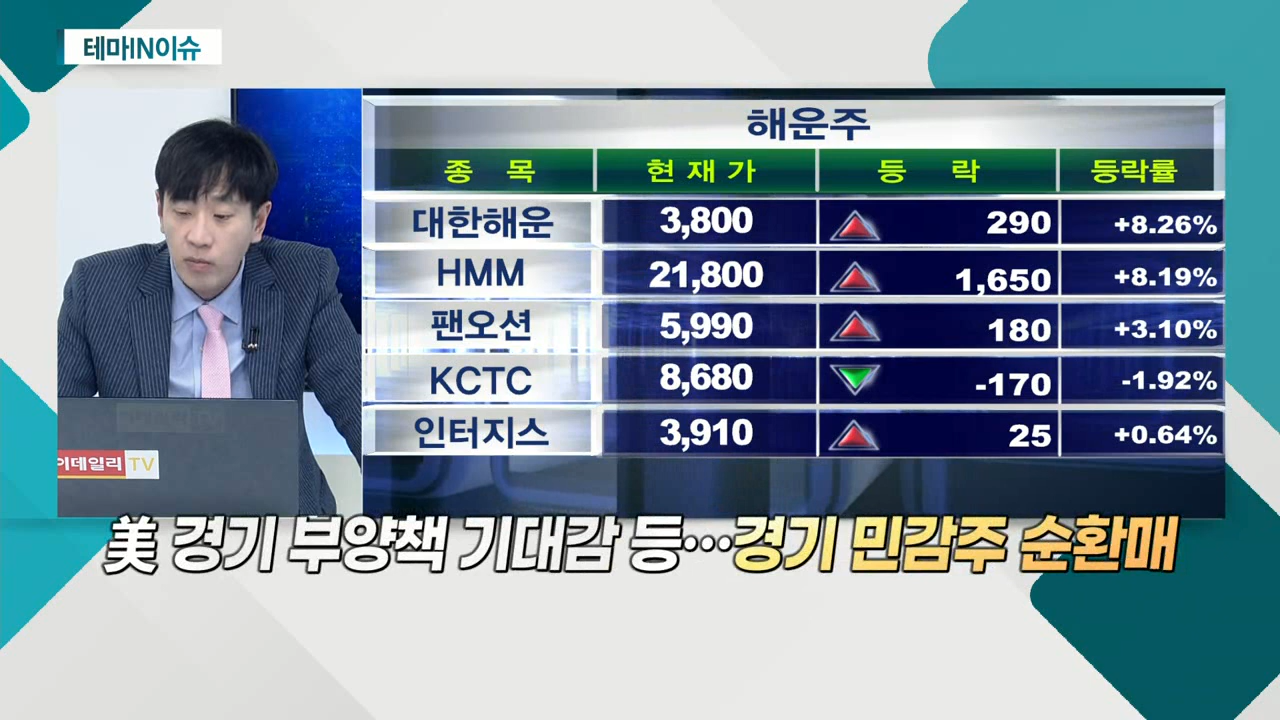 테마IN이슈
해운주
종 목 현 재 가 등 락 등락률
대한해운 3,800 290 +8.26%
HMM 21,800 1,650 +8.19%
팬오션 5,990 180 +3.10%
KCTC 8,680 -170 -1.92%
인터지스 3,910 25 +0.64%
이데일리 TV
美 경기 부양책 기대감 등…경기 민감주 순환매